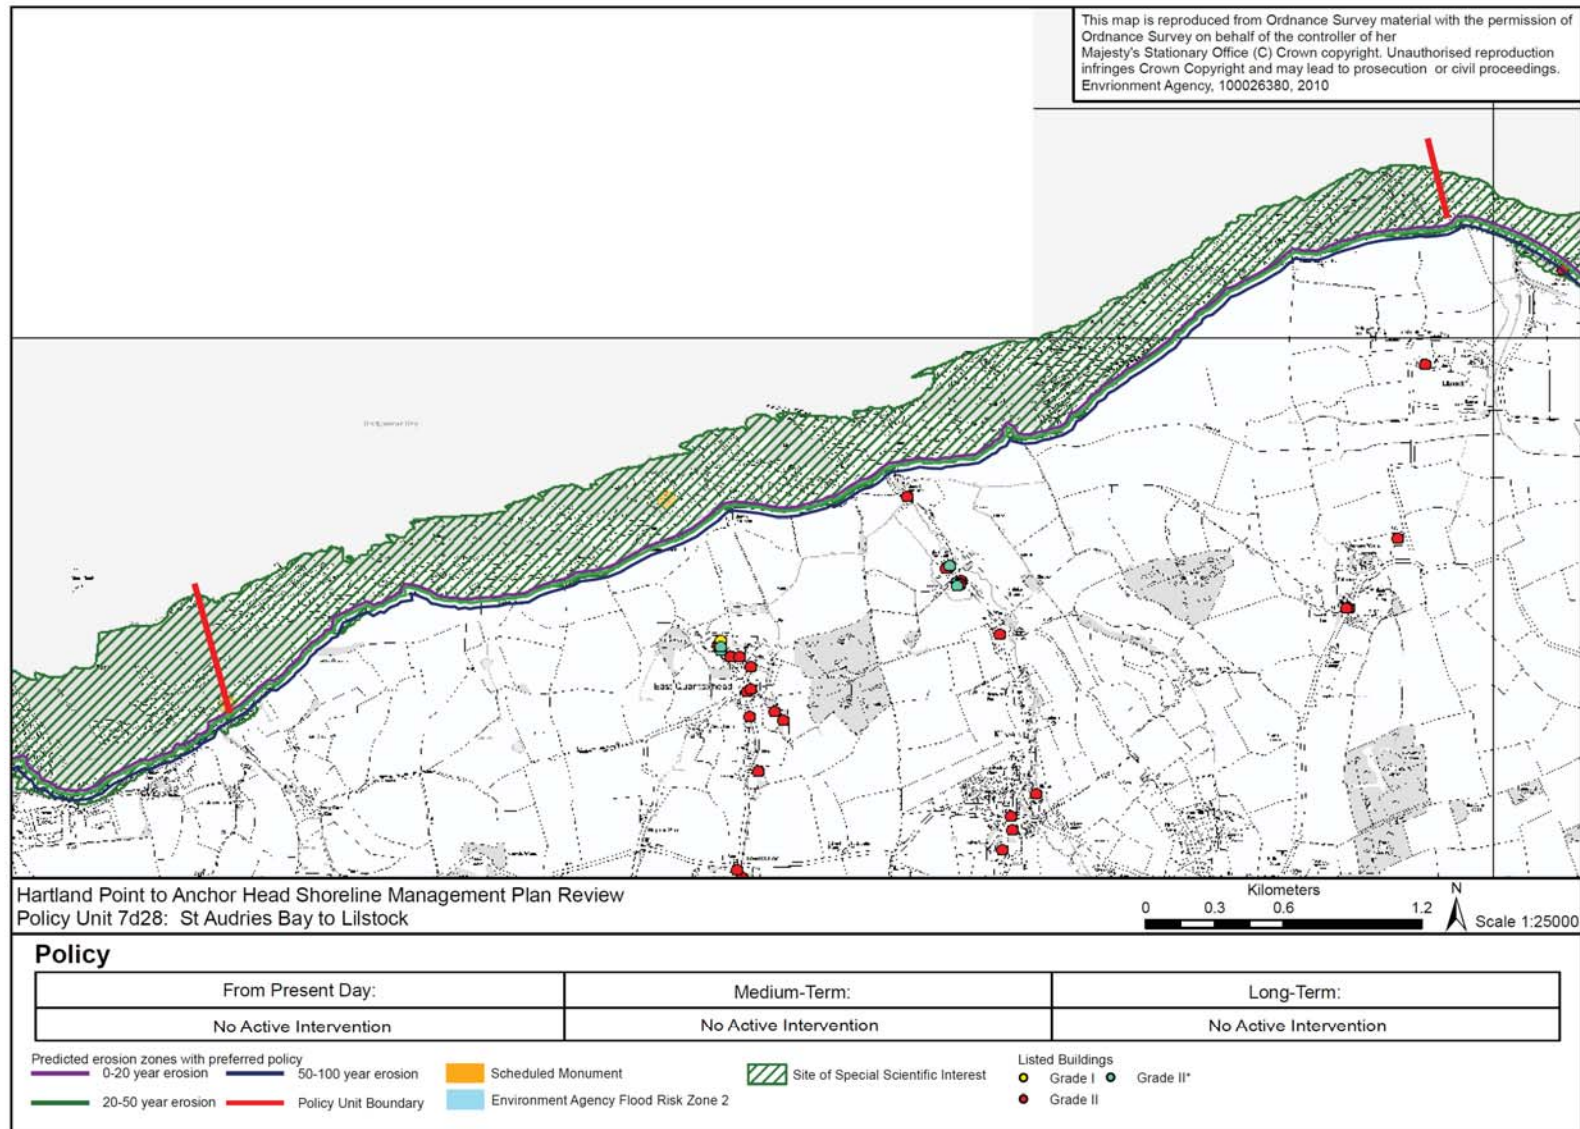 This map is reproduced from Ordnance Survey material with the permission of
Ordnance Survey on behalf of the controller of her
Majesty's Stationary Office (C) Crown copyright. Unauthorised reproduction
infringes Crown Copyright and may lead to prosecution or civil proceedings.
Envrionment Agency, 100026380, 2010
Lilstock
East Quantoxhead
Hartland Point to Anchor Head Shoreline Management Plan Review
Policy Unit 7d28: St Audries Bay to Lilstock
Kilometers
0 0.3 0.6 1.2
N
Scale 1:25000
Policy
From Present Day: Medium-Term: Long-Term:
No Active Intervention No Active Intervention No Active Intervention
Predicted erosion zones with preferred policy
0-20 year erosion 50-100 year erosion Scheduled Monument Site of Special Scientific Interest
20-50 year erosion Policy Unit Boundary Environment Agency Flood Risk Zone 2
Listed Buildings
Grade I Grade II*
Grade II